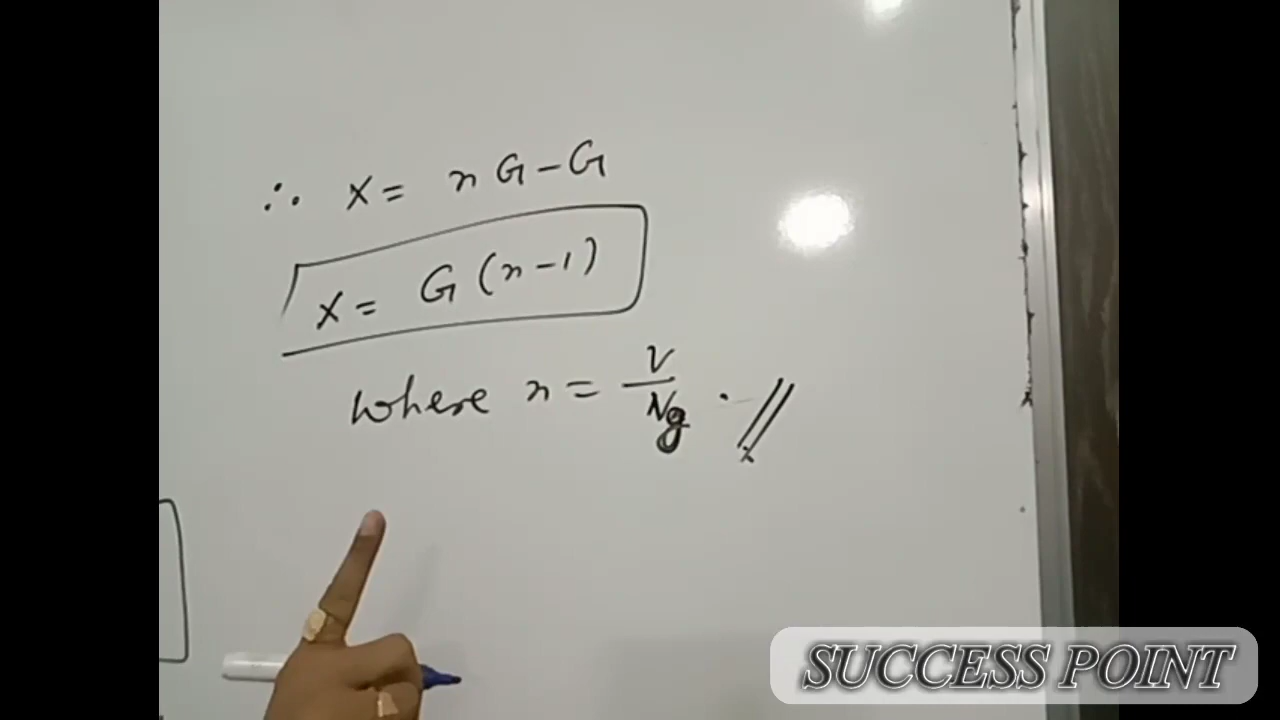 ∴ X = nG - G
X = G (n-1)
where n = V/Vg . //
SUCCESS POINT